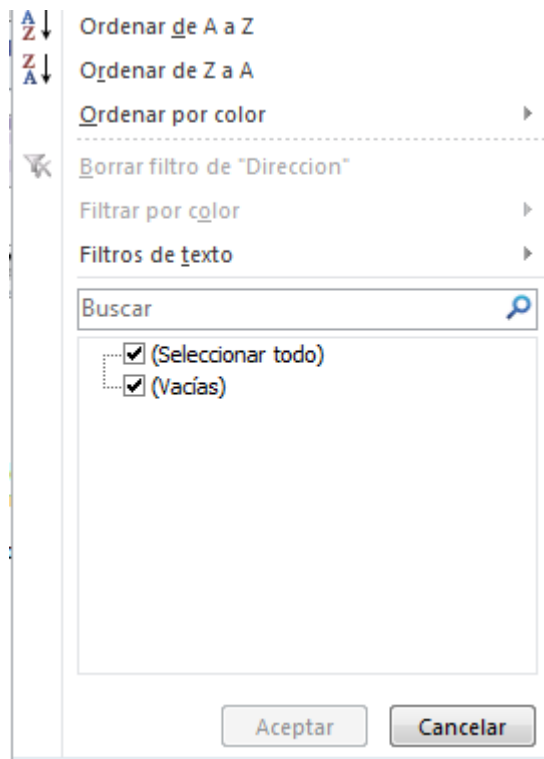 Ordenar de A a Z
Ordenar de Z a A
Ordenar por color
Borrar filtro de "Direccion"
Filtrar por color
Filtros de texto
Buscar
(Seleccionar todo)
(Vacías)
Aceptar Cancelar